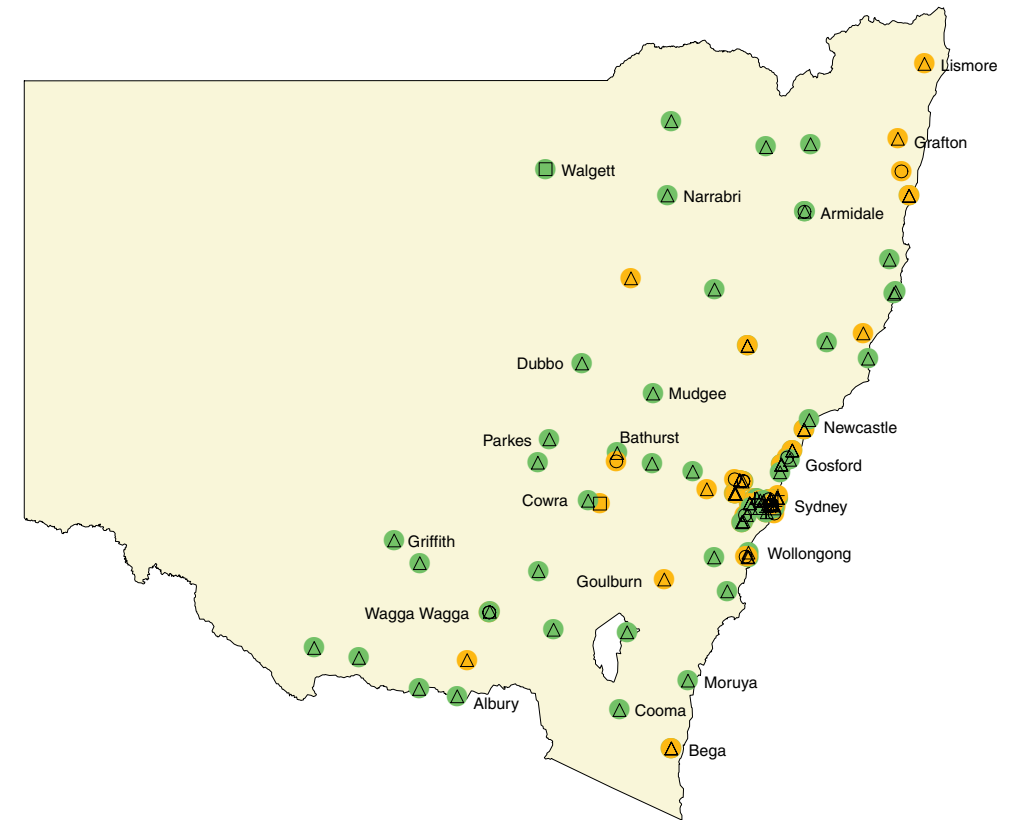 Lismore
Grafton
Walgett
Narrabri
Armidale
Dubbo
Mudgee
Newcastle
Parkes
Bathurst
Gosford
Cowra
Sydney
Griffith
Wollongong
Goulburn
Wagga Wagga
Moruya
Albury
Cooma
Bega